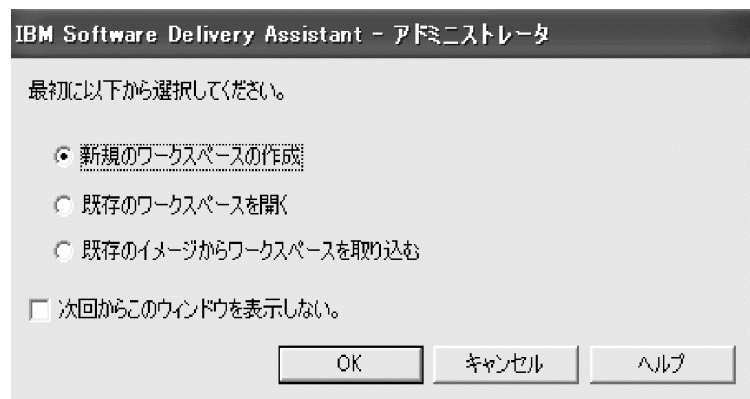 IBM Software Delivery Assistant - アドミニストレータ
最初に以下から選択してください。
新規のワークスペースの作成
既存のワークスペースを開く
既存のイメージからワークスペースを取り込む
次回からこのウィンドウを表示しない。
OK キャンセル ヘルプ